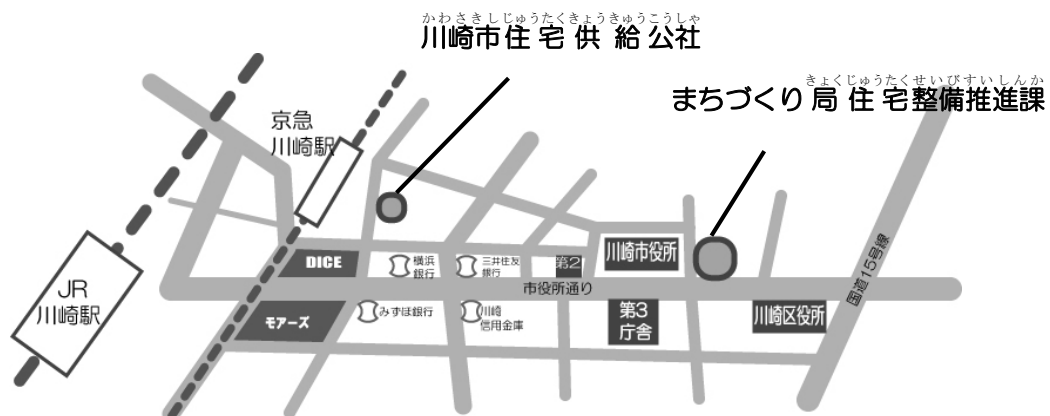 かわさきしじゅうたくきょうきゅうこうしゃ
川崎市住宅供給公社
きょくじゅうたくせいびすいしんか
まちづくり局住宅整備推進課
京急
川崎駅
JR
川崎駅
DICE
横浜
銀行
三井住友
銀行
第2
川崎市役所
市役所通り
国道15号線
モアーズ
みずほ銀行
川崎
信用金庫
第3
庁舎
川崎区役所